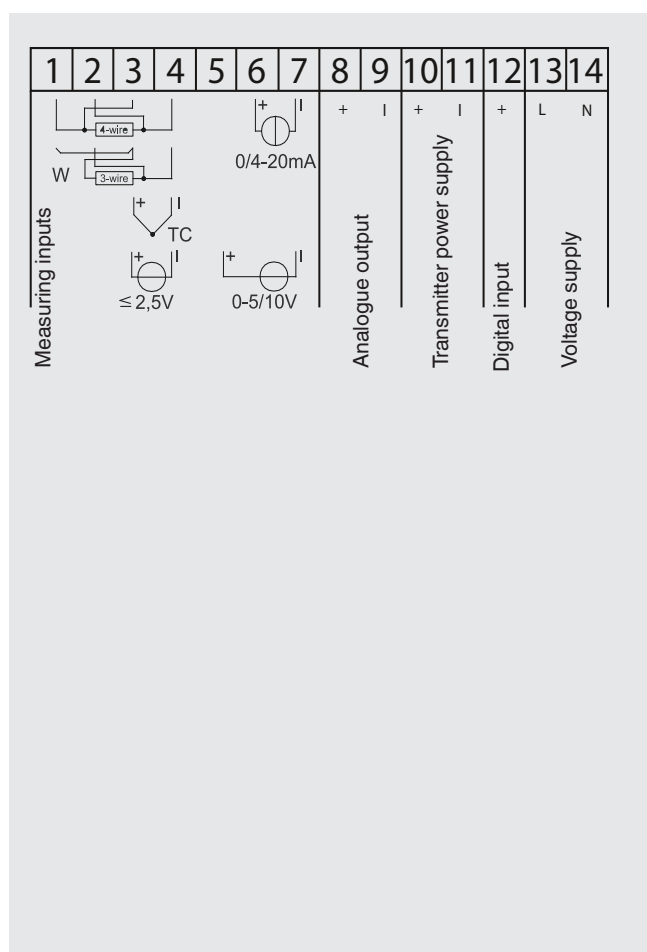 1 2 3 4 5 6 7 8 9 10 11 12 13 14
+ I + I + I + L N
4-wire
0/4-20mA
W 3-wire
+ I
TC
+ I + I
≤ 2,5V 0-5/10V
Measuring inputs
Analogue output
Transmitter power supply
Digital input
Voltage supply